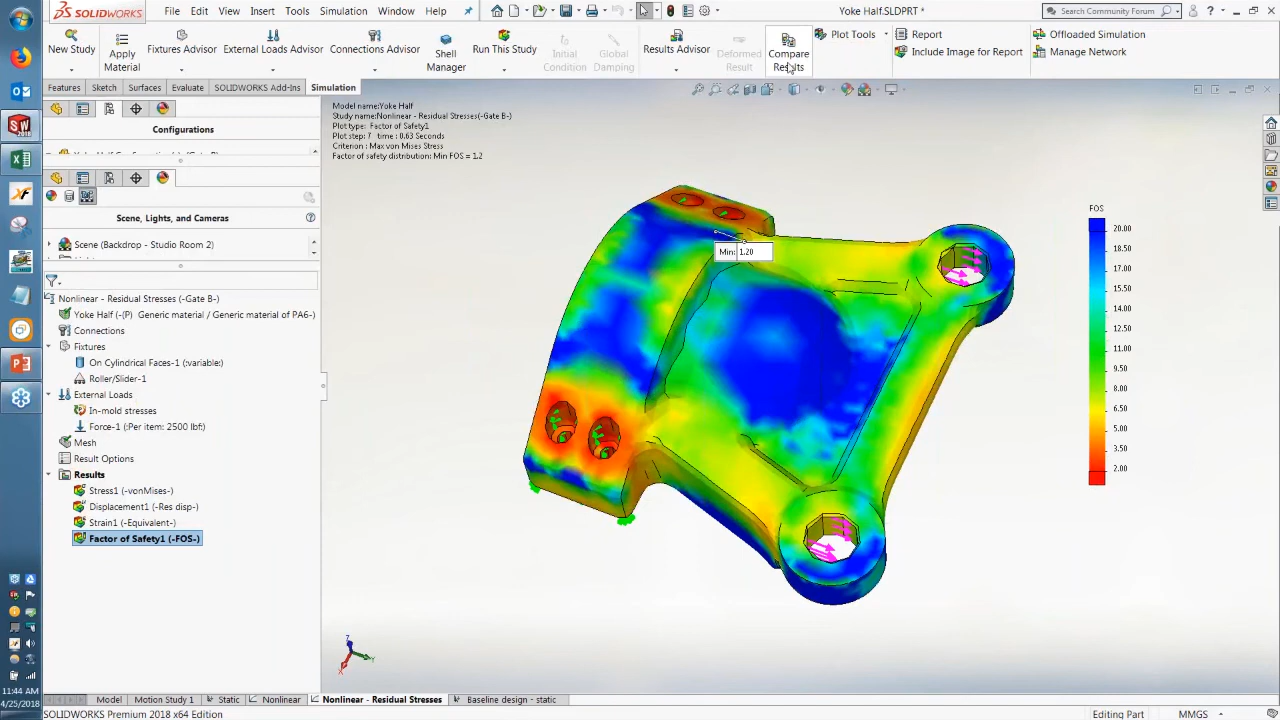 SOLIDWORKS
File Edit View Insert Tools Simulation Window Help
Yoke Half.SLDPRT *
Search Community Forum
New Study
Apply Material
Fixtures Advisor
External Loads Advisor
Connections Advisor
Shell Manager
Run This Study
Initial Condition
Global Damping
Results Advisor
Deformed Result
Compare Results
Plot Tools
Report
Include Image for Report
Offloaded Simulation
Manage Network
Features Sketch Surfaces Evaluate SOLIDWORKS Add-Ins Simulation
Configurations
Scene, Lights, and Cameras
Scene (Backdrop - Studio Room 2)
Nonlinear - Residual Stresses (-Gate B-)
Yoke Half (-(P) Generic material / Generic material of PA6-)
Connections
Fixtures
On Cylindrical Faces-1 (:variable:)
Roller/Slider-1
External Loads
In-mold stresses
Force-1 (Per item: 2500 lbf:)
Mesh
Result Options
Results
Stress1 (-vonMises-)
Displacement1 (-Res disp-)
Strain1 (-Equivalent-)
Factor of Safety1 (-FOS-)
Model name:Yoke Half
Study name:Nonlinear - Residual Stresses(-Gate B-)
Plot type: Factor of Safety1
Plot step: 7 time : 0.63 Seconds
Criterion : Max von Mises Stress
Factor of safety distribution: Min FOS = 1.2
Min: 1.20
FOS
20.00
18.50
17.00
15.50
14.00
12.50
11.00
9.50
8.00
6.50
5.00
3.50
2.00
Z
Y
X
11:44 AM
4/25/2018
Model Motion Study 1 Static Nonlinear Nonlinear - Residual Stresses Baseline design - static
SOLIDWORKS Premium 2018 x64 Edition
Editing Part
MMGS